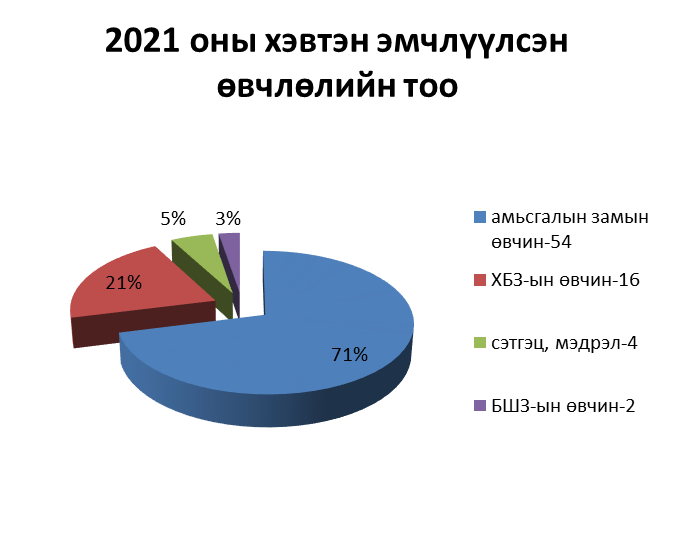 2021 оны хэвтэн эмчлүүлсэн
өвчлөлийн тоо
5%
3%
21%
71%
амьсгалын замын
өвчин-54
ХБЗ-ын өвчин-16
сэтгэц, мэдрэл-4
БШЗ-ын өвчин-2